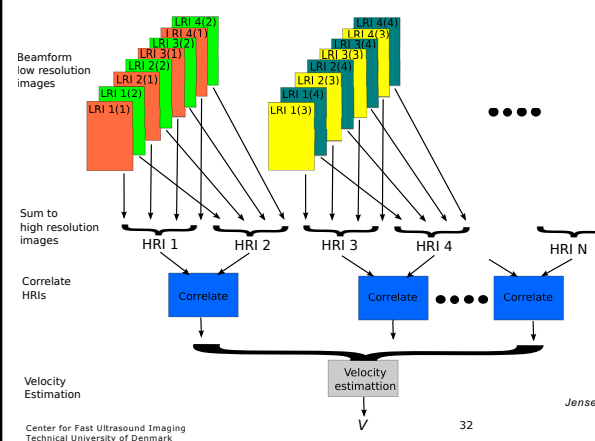 LRI 4(2)
LRI 4(1)
LRI 3(2)
LRI 3(1)
LRI 2(2)
LRI 2(1)
LRI 1(2)
LRI 1(1)
LRI 4(4)
LRI 4(3)
LRI 3(4)
LRI 3(3)
LRI 2(4)
LRI 2(3)
LRI 1(4)
LRI 1(3)
Beamform
low resolution
images
Sum to
high resolution
images
HRI 1
HRI 2
HRI 3
HRI 4
HRI N
Correlate
HRIs
Correlate
Correlate
Correlate
Velocity
Estimation
Velocity
estimattion
V
Jense
Center for Fast Ultrasound Imaging
Technical University of Denmark
32